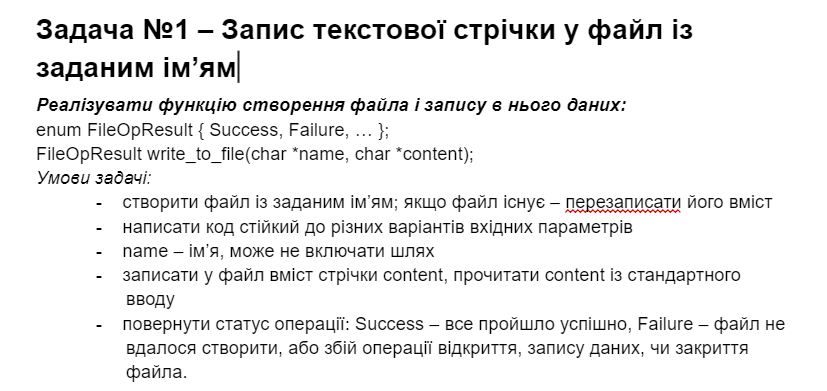 Задача №1 – Запис текстової стрічки у файл із
заданим ім’ям
Реалізувати функцію створення файла і запису в нього даних:
enum FileOpResult { Success, Failure, … };
FileOpResult write_to_file(char *name, char *content);
Умови задачі:
- створити файл із заданим ім’ям; якщо файл існує – перезаписати його вміст
- написати код стійкий до різних варіантів вхідних параметрів
- name – ім’я, може не включати шлях
- записати у файл вміст стрічки content, прочитати content із стандартного
вводу
- повернути статус операції: Success – все пройшло успішно, Failure – файл не
вдалося створити, або збій операції відкриття, запису даних, чи закриття
файла.